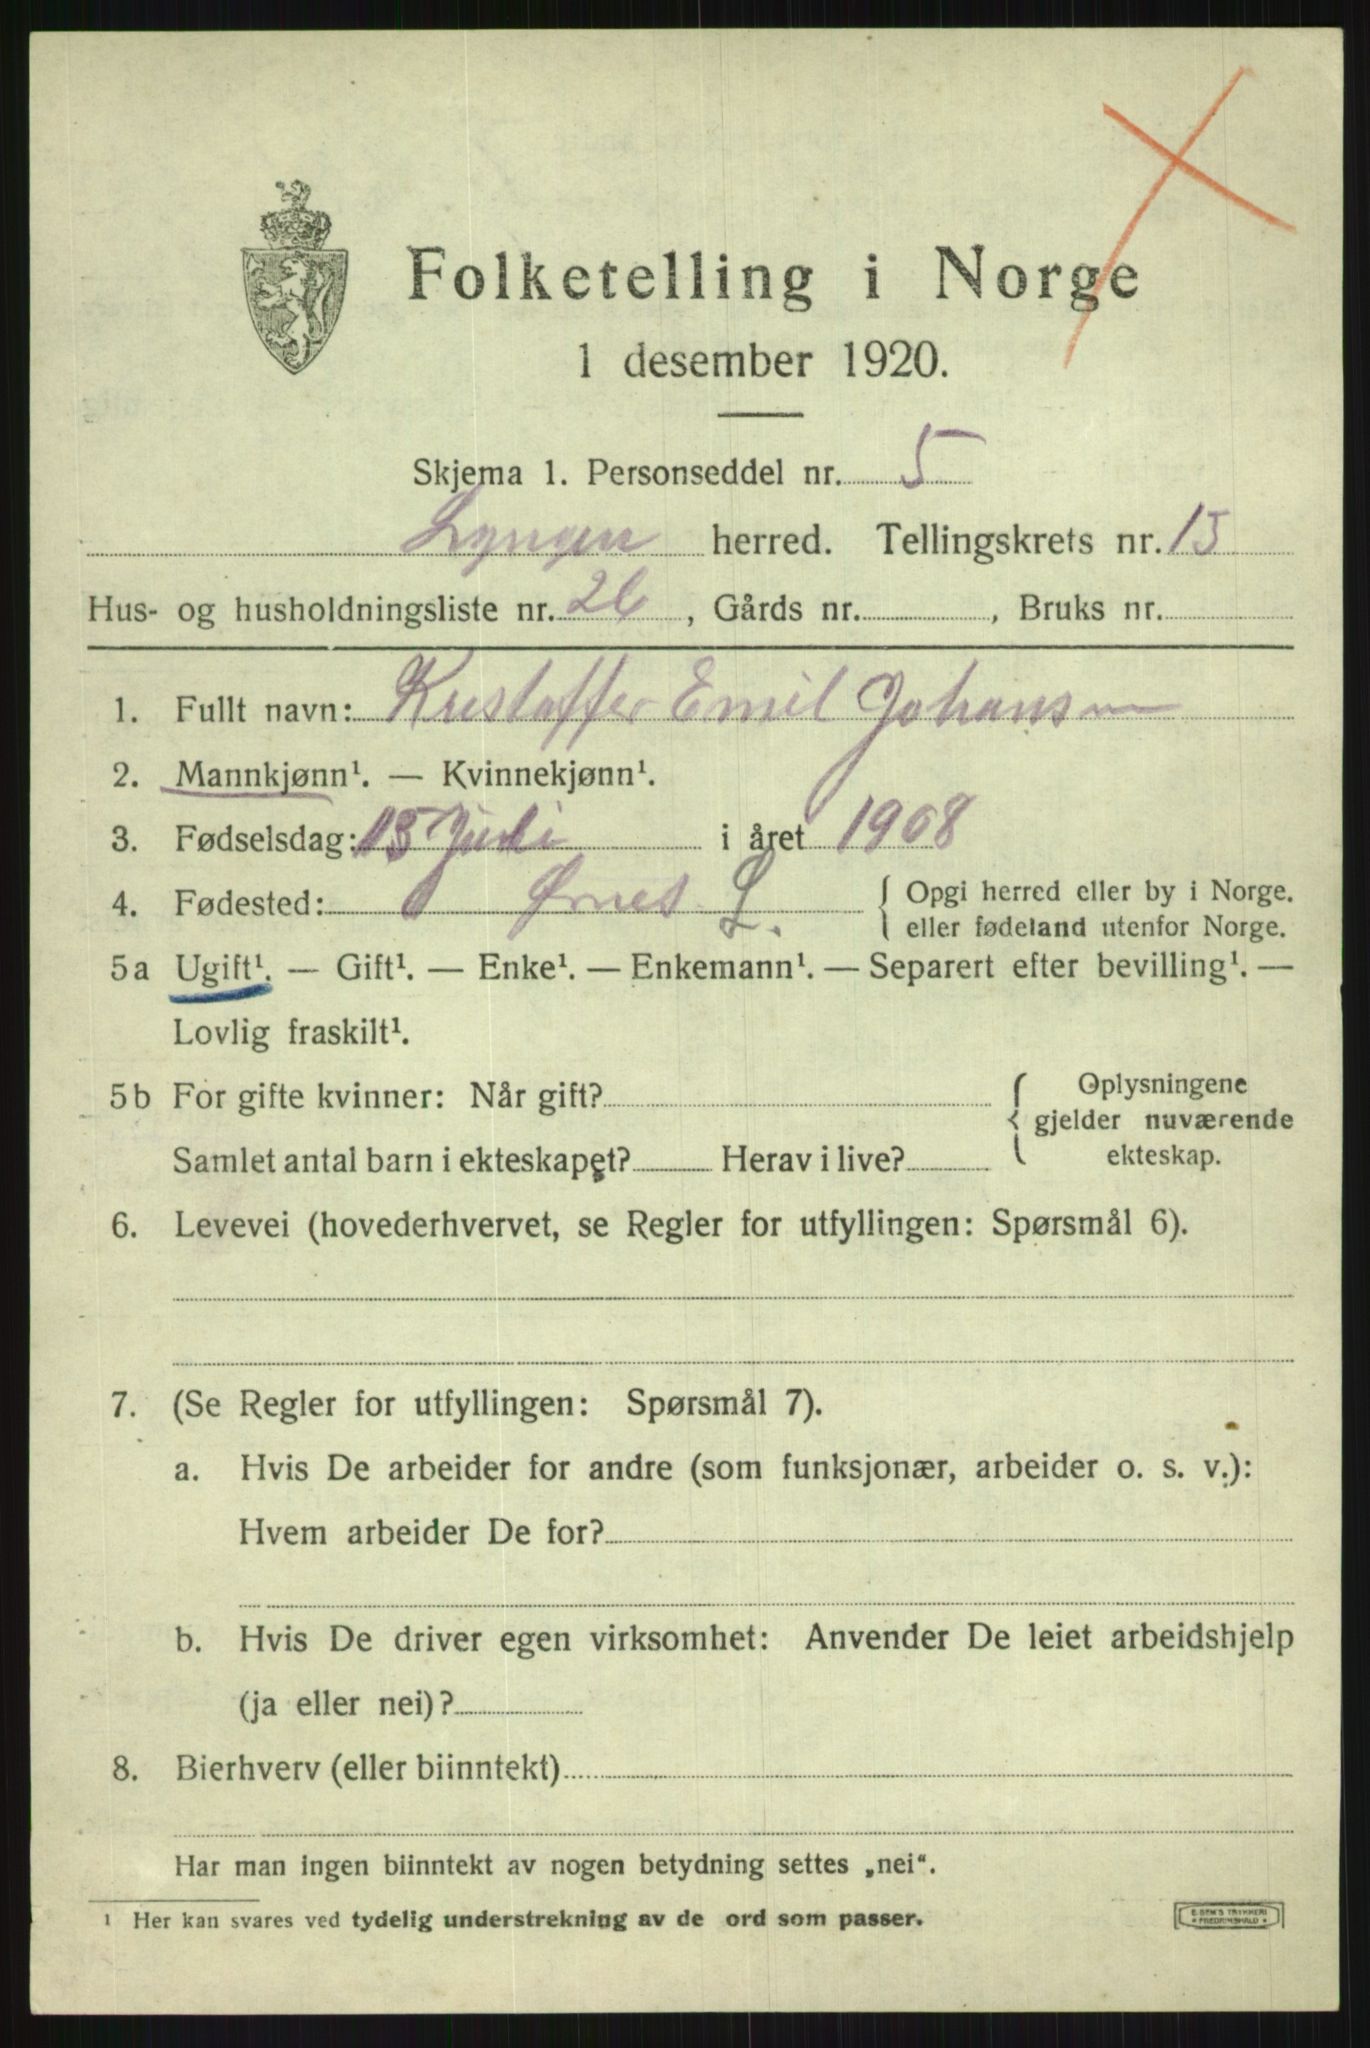 Folketelling i Norge
1 desember 1920.
Skjema 1. Personseddel nr. 5
Lyngen herred. Tellingskrets nr. 15
Hus- og husholdningsliste nr. 26, Gårds nr. , Bruks nr.
1. Fullt navn: Kristoffer Emil Johansen
2. Mannkjønn¹. — Kvinnekjønn¹.
3. Fødselsdag: 15 Juli i året 1908
4. Fødested: Ørnes L. { Opgi herred eller by i Norge.
eller fødeland utenfor Norge.
5a Ugift¹. — Gift¹. — Enke¹. — Enkemann¹. — Separert efter bevilling¹. —
Lovlig fraskilt¹.
5b For gifte kvinner: Når gift? { Oplysningene
gjelder nuværende
Samlet antal barn i ekteskapet? Herav i live? ekteskap.
6. Levevei (hovederhvervet, se Regler for utfyllingen: Spørsmål 6).
7. (Se Regler for utfyllingen: Spørsmål 7).
a. Hvis De arbeider for andre (som funksjonær, arbeider o. s. v.):
Hvem arbeider De for?
b. Hvis De driver egen virksomhet: Anvender De leiet arbeidshjelp
(ja eller nei)?
8. Bierhverv (eller biinntekt)
Har man ingen biinntekt av nogen betydning settes „nei“.
¹ Her kan svares ved tydelig understrekning av de ord som passer.
E. SEM'S TRYKKERI
* FREDRIKSHALD *